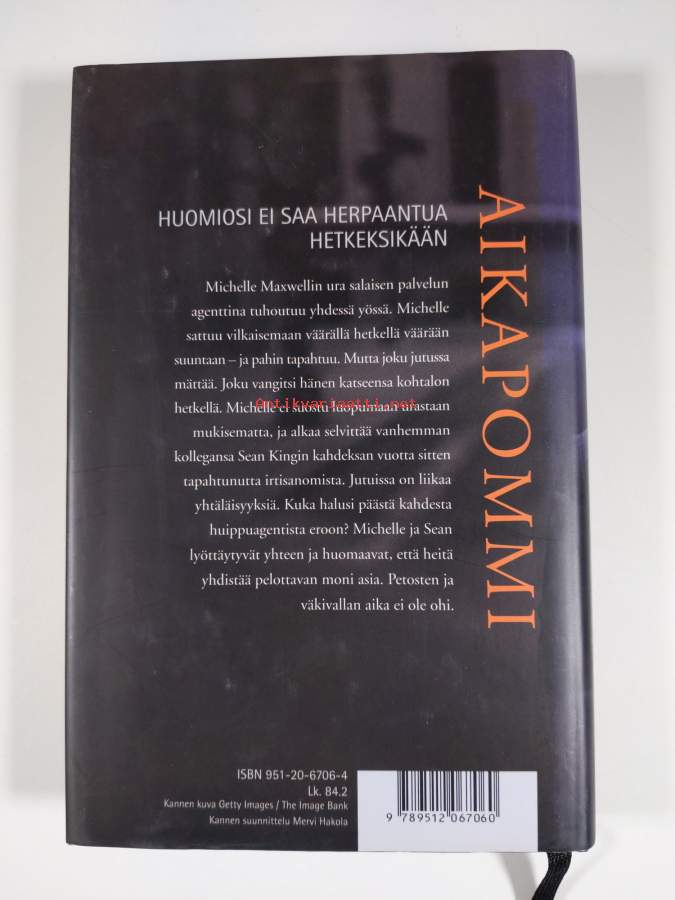 HUOMIOSI EI SAA HERPAANTUA
HETKEKSIKÄÄN
Michelle Maxwellin ura salaisen palvelun
agenttina tuhoutuu yhdessä yössä. Michelle
sattuu vilkaisemaan väärällä hetkellä väärään
suuntaan – ja pahin tapahtuu. Mutta joku jutussa
mättää. Joku vangitsi hänen katseensa kohtalon
Antikvariaatti.net
hetkellä. Michelle ei suostu luopumaan urastaan
mukisematta, ja alkaa selvittää vanhemman
kollegansa Sean Kingin kahdeksan vuotta sitten
tapahtunutta irtisanomista. Jutuissa on liikaa
yhtäläisyyksiä. Kuka halusi päästä kahdesta
huippuagentista eroon? Michelle ja Sean
lyöttäytyvät yhteen ja huomaavat, että heitä
yhdistää pelottavan moni asia. Petosten ja
väkivallan aika ei ole ohi.
AIKAPOMMI
ISBN 951-20-6706-4
Lk. 84.2
Kannen kuva Getty Images / The Image Bank
Kannen suunnittelu Mervi Hakola
9 789512 067060